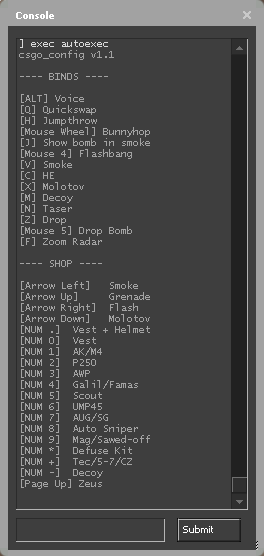 Console
] exec autoexec
csgo_config v1.1
---- BINDS ----
[ALT] Voice
[Q] Quickswap
[H] Jumpthrow
[Mouse Wheel] Bunnyhop
[J] Show bomb in smoke
[Mouse 4] Flashbang
[V] Smoke
[C] HE
[X] Molotov
[M] Decoy
[N] Taser
[Z] Drop
[Mouse 5] Drop Bomb
[F] Zoom Radar
---- SHOP ----
[Arrow Left] Smoke
[Arrow Up] Grenade
[Arrow Right] Flash
[Arrow Down] Molotov
[NUM .] Vest + Helmet
[NUM 0] Vest
[NUM 1] AK/M4
[NUM 2] P250
[NUM 3] AWP
[NUM 4] Galil/Famas
[NUM 5] Scout
[NUM 6] UMP45
[NUM 7] AUG/SG
[NUM 8] Auto Sniper
[NUM 9] Mag/Sawed-off
[NUM *] Defuse Kit
[NUM +] Tec/5-7/CZ
[NUM -] Decoy
[Page Up] Zeus
Submit